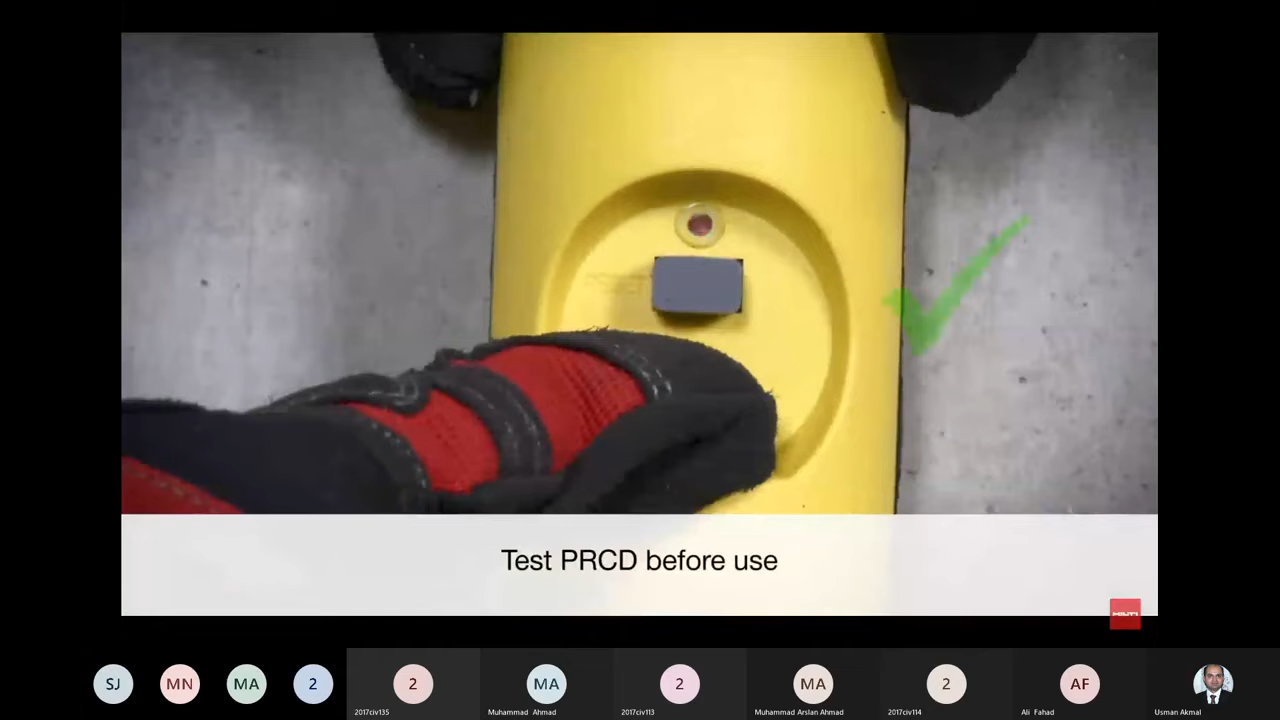 Test PRCD before use
HILTI
SJ
MN
MA
2
2
MA
2
MA
2
AF
2017civ135
Muhammad Ahmad
2017civ113
Muhammad Arslan Ahmad
2017civ114
Ali Fahad
Usman Akmal